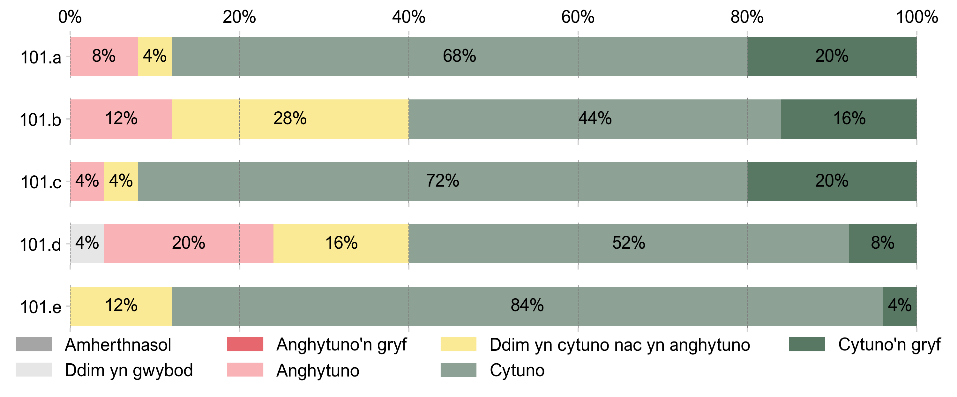 0% 20% 40% 60% 80% 100%
101.a 8% 4% 68% 20%
101.b 12% 28% 44% 16%
101.c 4% 4% 72% 20%
101.d 4% 20% 16% 52% 8%
101.e 12% 84% 4%
Amherthnasol Anghytuno'n gryf Ddim yn cytuno nac yn anghytuno Cytuno'n gryf
Ddim yn gwybod Anghytuno Cytuno